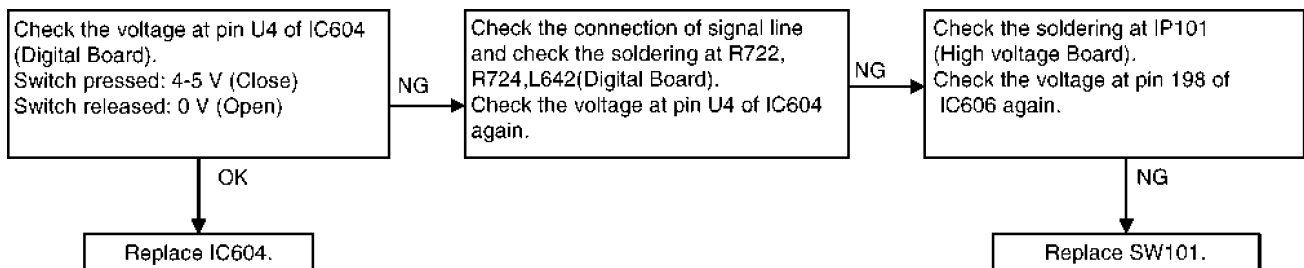 Check the voltage at pin U4 of IC604
(Digital Board).
Switch pressed: 4-5 V (Close)
Switch released: 0 V (Open)
NG
Check the connection of signal line
and check the soldering at R722,
R724,L642(Digital Board).
Check the voltage at pin U4 of IC604
again.
NG
Check the soldering at IP101
(High voltage Board).
Check the voltage at pin 198 of
IC606 again.
OK
NG
Replace IC604.
Replace SW101.